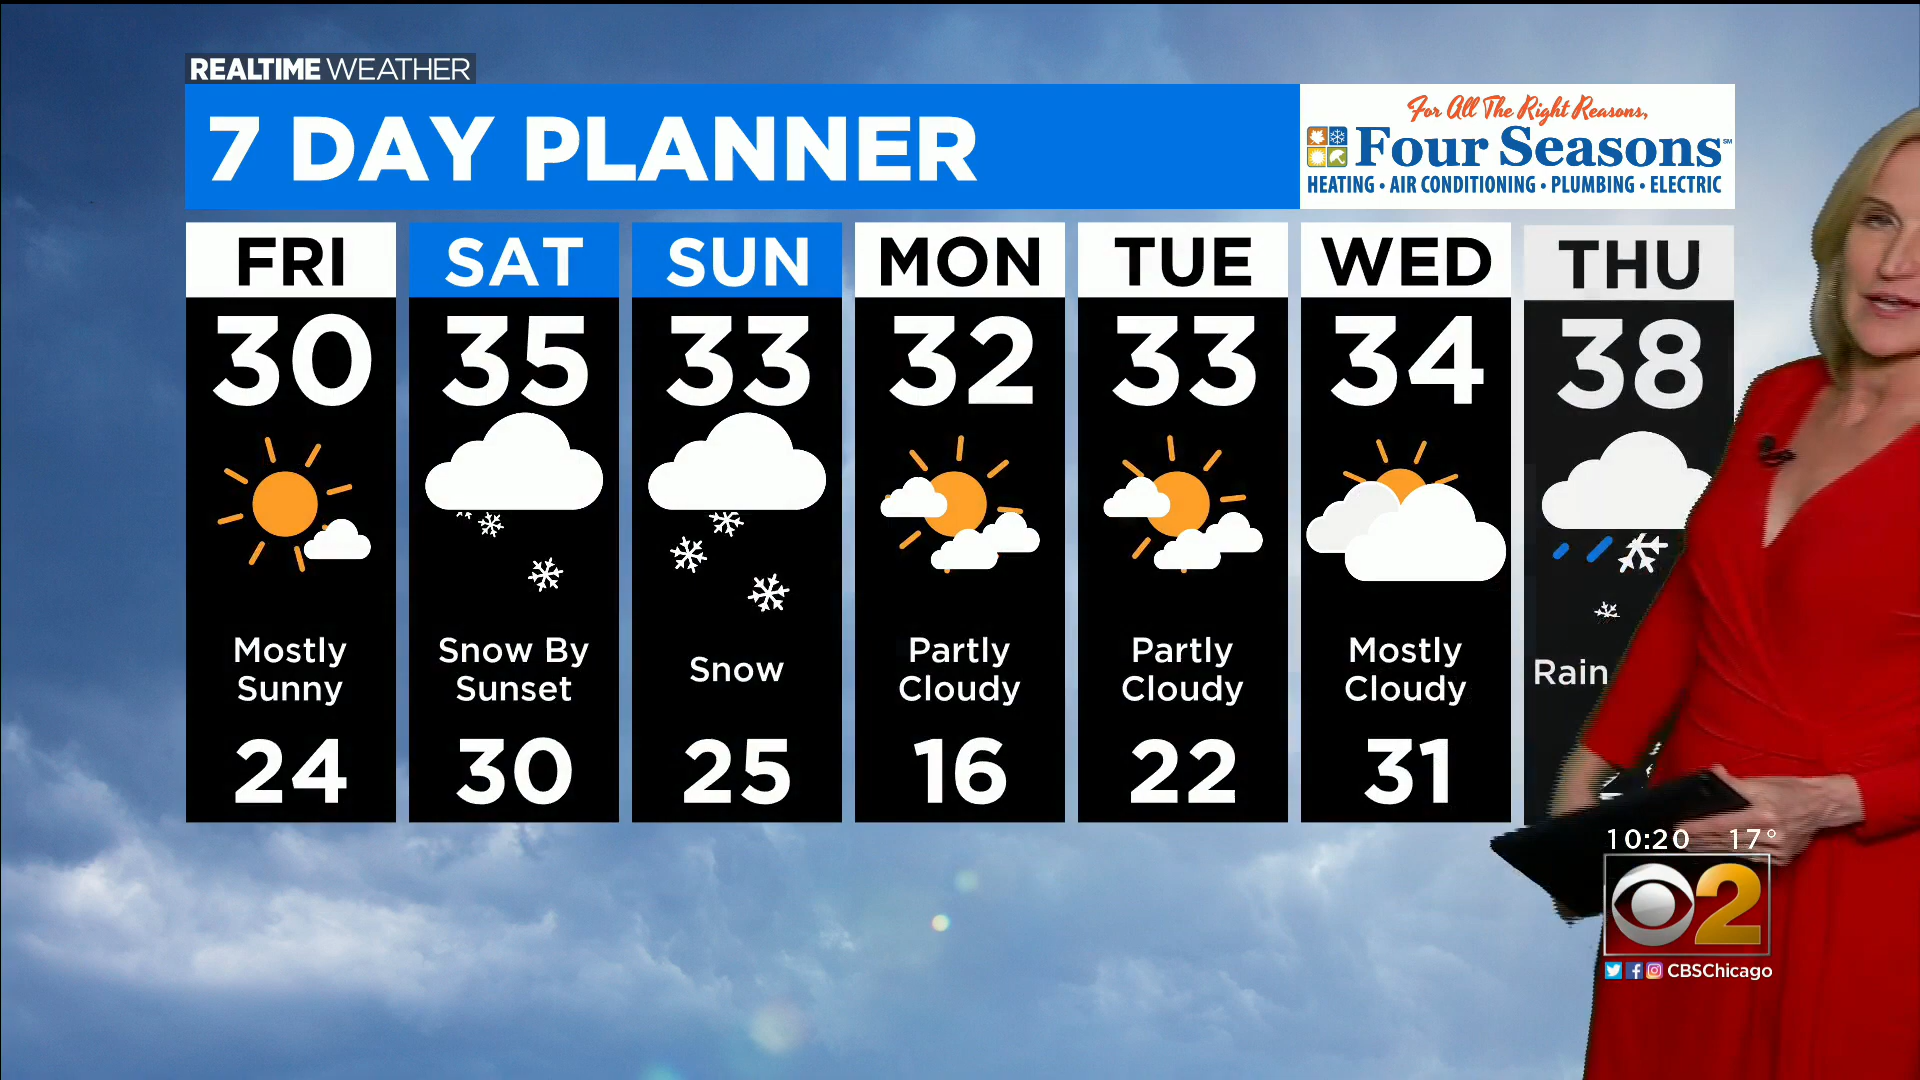 REALTIME WEATHER
7 DAY PLANNER
For All The Right Reasons,
Four Seasons SM
HEATING • AIR CONDITIONING • PLUMBING • ELECTRIC
FRI SAT SUN MON TUE WED THU
30 35 33 32 33 34 38
Mostly Sunny
Snow By Sunset
Snow
Partly Cloudy
Partly Cloudy
Mostly Cloudy
Rain
24 30 25 16 22 31
10:20 17°
2
CBSChicago